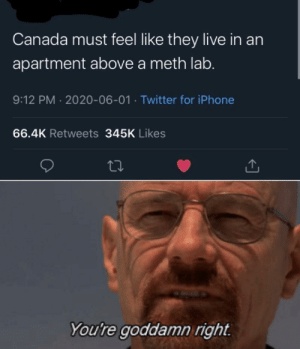 Canada must feel like they live in an
apartment above a meth lab.
9:12 PM · 2020-06-01 · Twitter for iPhone
66.4K Retweets 345K Likes
You're goddamn right.